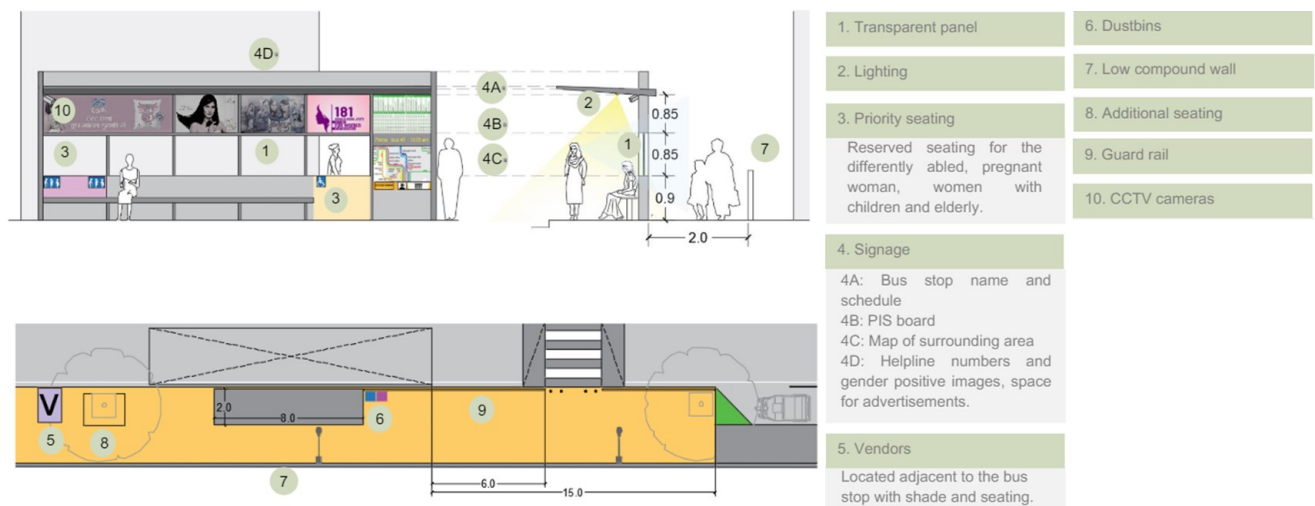 4D
10
3
1
3
181
4A
4B
4C
2
1
7
0.85
0.85
0.9
2.0
V
5
8
2.0
8.0
6
9
7
6.0
15.0
1. Transparent panel
2. Lighting
3. Priority seating
Reserved seating for the
differently abled, pregnant
woman, women with
children and elderly.
4. Signage
4A: Bus stop name and
schedule
4B: PIS board
4C: Map of surrounding area
4D: Helpline numbers and
gender positive images, space
for advertisements.
5. Vendors
Located adjacent to the bus
stop with shade and seating.
6. Dustbins
7. Low compound wall
8. Additional seating
9. Guard rail
10. CCTV cameras